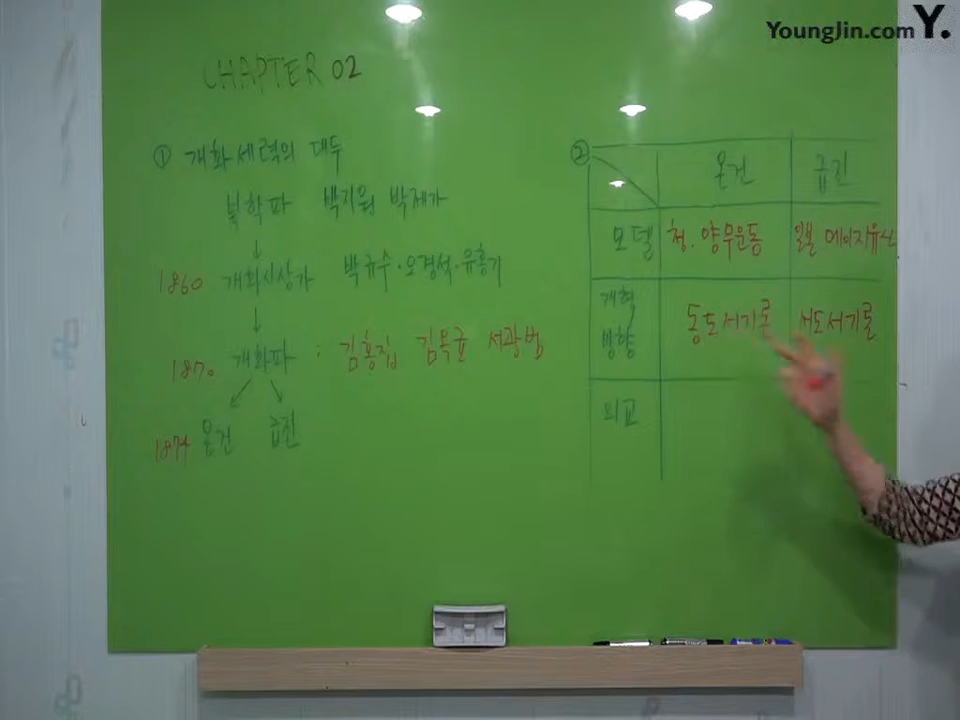 YoungJin.com Y.
CHAPTER 02
① 개화 세력의 대두
북학파 박지원 박제가
↓
1860 개화사상가 박규수·오경석·유홍기
↓
1870 개화파 : 김홍집 김옥균 서광범
↙ ↘
1874 온건 급진
② 온건 급진
모델 청. 양무운동 일본 메이지유신
개혁
방향 동도서기론 서도서기론
외교